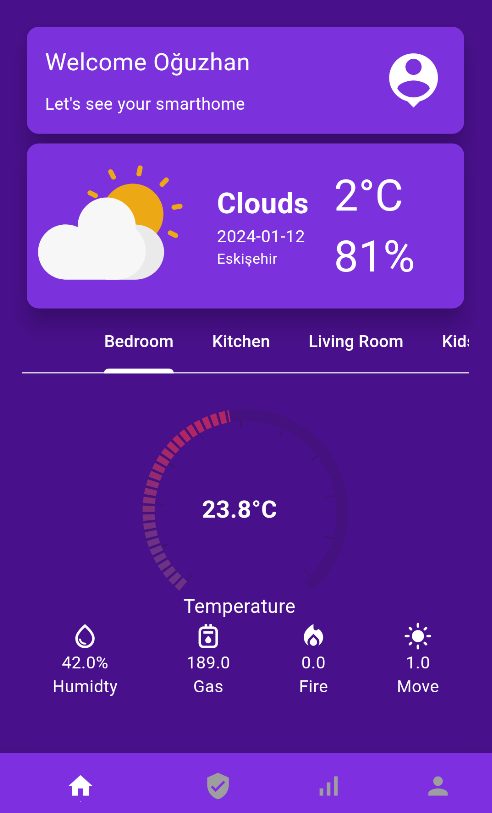 Welcome Oğuzhan
Let's see your smarthome
Clouds
2°C
2024-01-12
Eskişehir
81%
Bedroom Kitchen Living Room Kids
23.8°C
Temperature
42.0% 189.0 0.0 1.0
Humidty Gas Fire Move